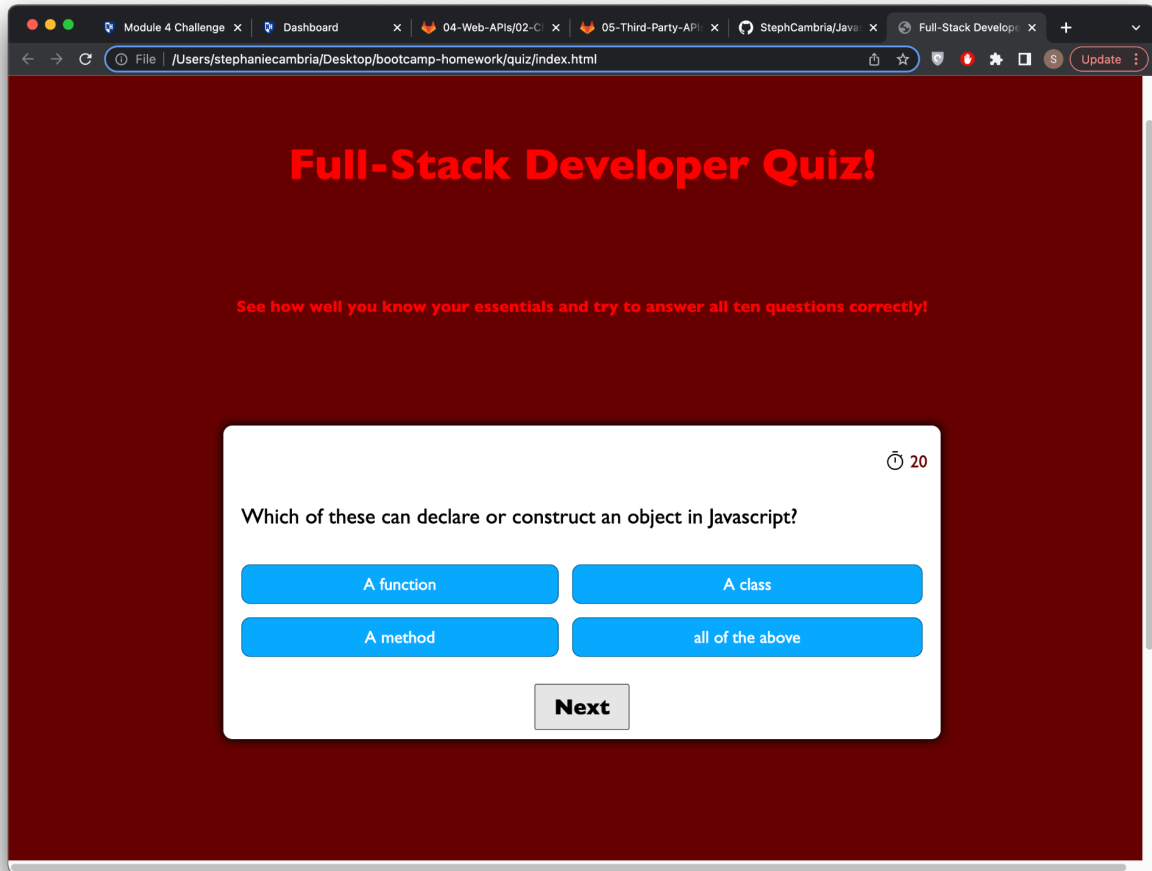 Module 4 Challenge
Dashboard
04-Web-APIs/02-C
05-Third-Party-API
StephCambria/Javas
Full-Stack Develope
File
/Users/stephaniecambria/Desktop/bootcamp-homework/quiz/index.html
S
Update
Full-Stack Developer Quiz!
See how well you know your essentials and try to answer all ten questions correctly!
20
Which of these can declare or construct an object in Javascript?
A function
A class
A method
all of the above
Next